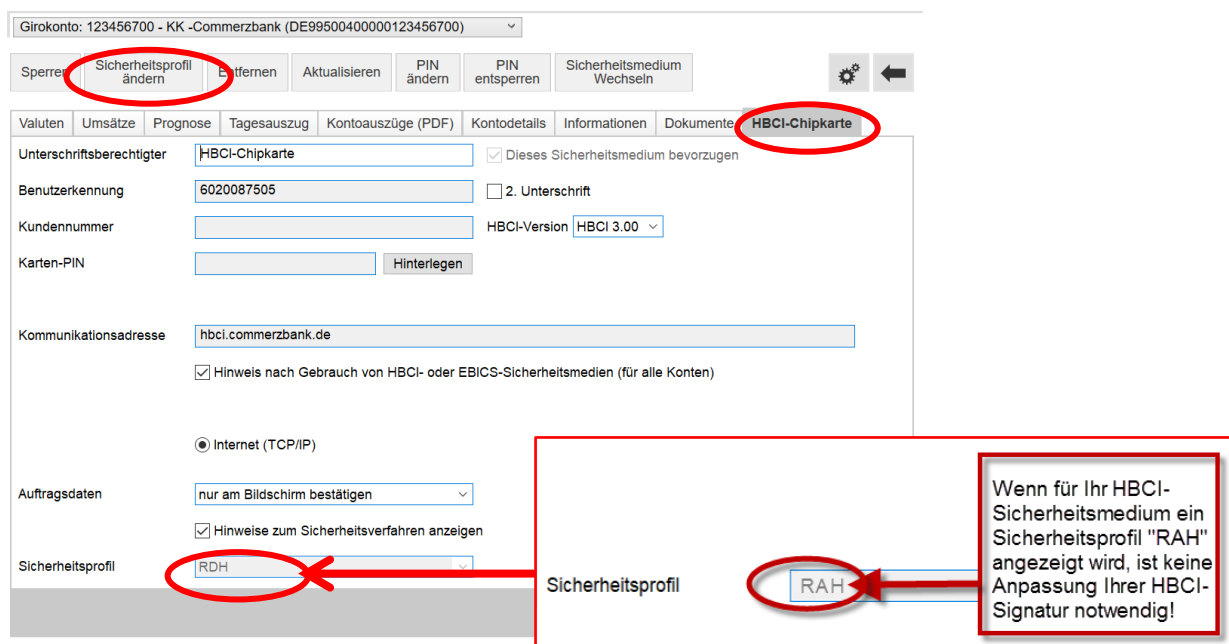 Girokonto: 123456700 - KK -Commerzbank (DE99500400000123456700)
Sperren
Sicherheitsprofil
ändern
Entfernen
Aktualisieren
PIN
ändern
PIN
entsperren
Sicherheitsmedium
Wechseln
Valuten Umsätze Prognose Tagesauszug Kontoauszüge (PDF) Kontodetails Informationen Dokumente HBCI-Chipkarte
Unterschriftsberechtigter HBCI-Chipkarte Dieses Sicherheitsmedium bevorzugen
Benutzerkennung 6020087505 2. Unterschrift
Kundennummer HBCI-Version HBCI 3.00
Karten-PIN Hinterlegen
Kommunikationsadresse hbci.commerzbank.de
Hinweis nach Gebrauch von HBCI- oder EBICS-Sicherheitsmedien (für alle Konten)
Internet (TCP/IP)
Auftragsdaten nur am Bildschirm bestätigen
Hinweise zum Sicherheitsverfahren anzeigen
Sicherheitsprofil RDH
Sicherheitsprofil RAH
Wenn für Ihr HBCI-
Sicherheitsmedium ein
Sicherheitsprofil "RAH"
angezeigt wird, ist keine
Anpassung Ihrer HBCI-
Signatur notwendig!